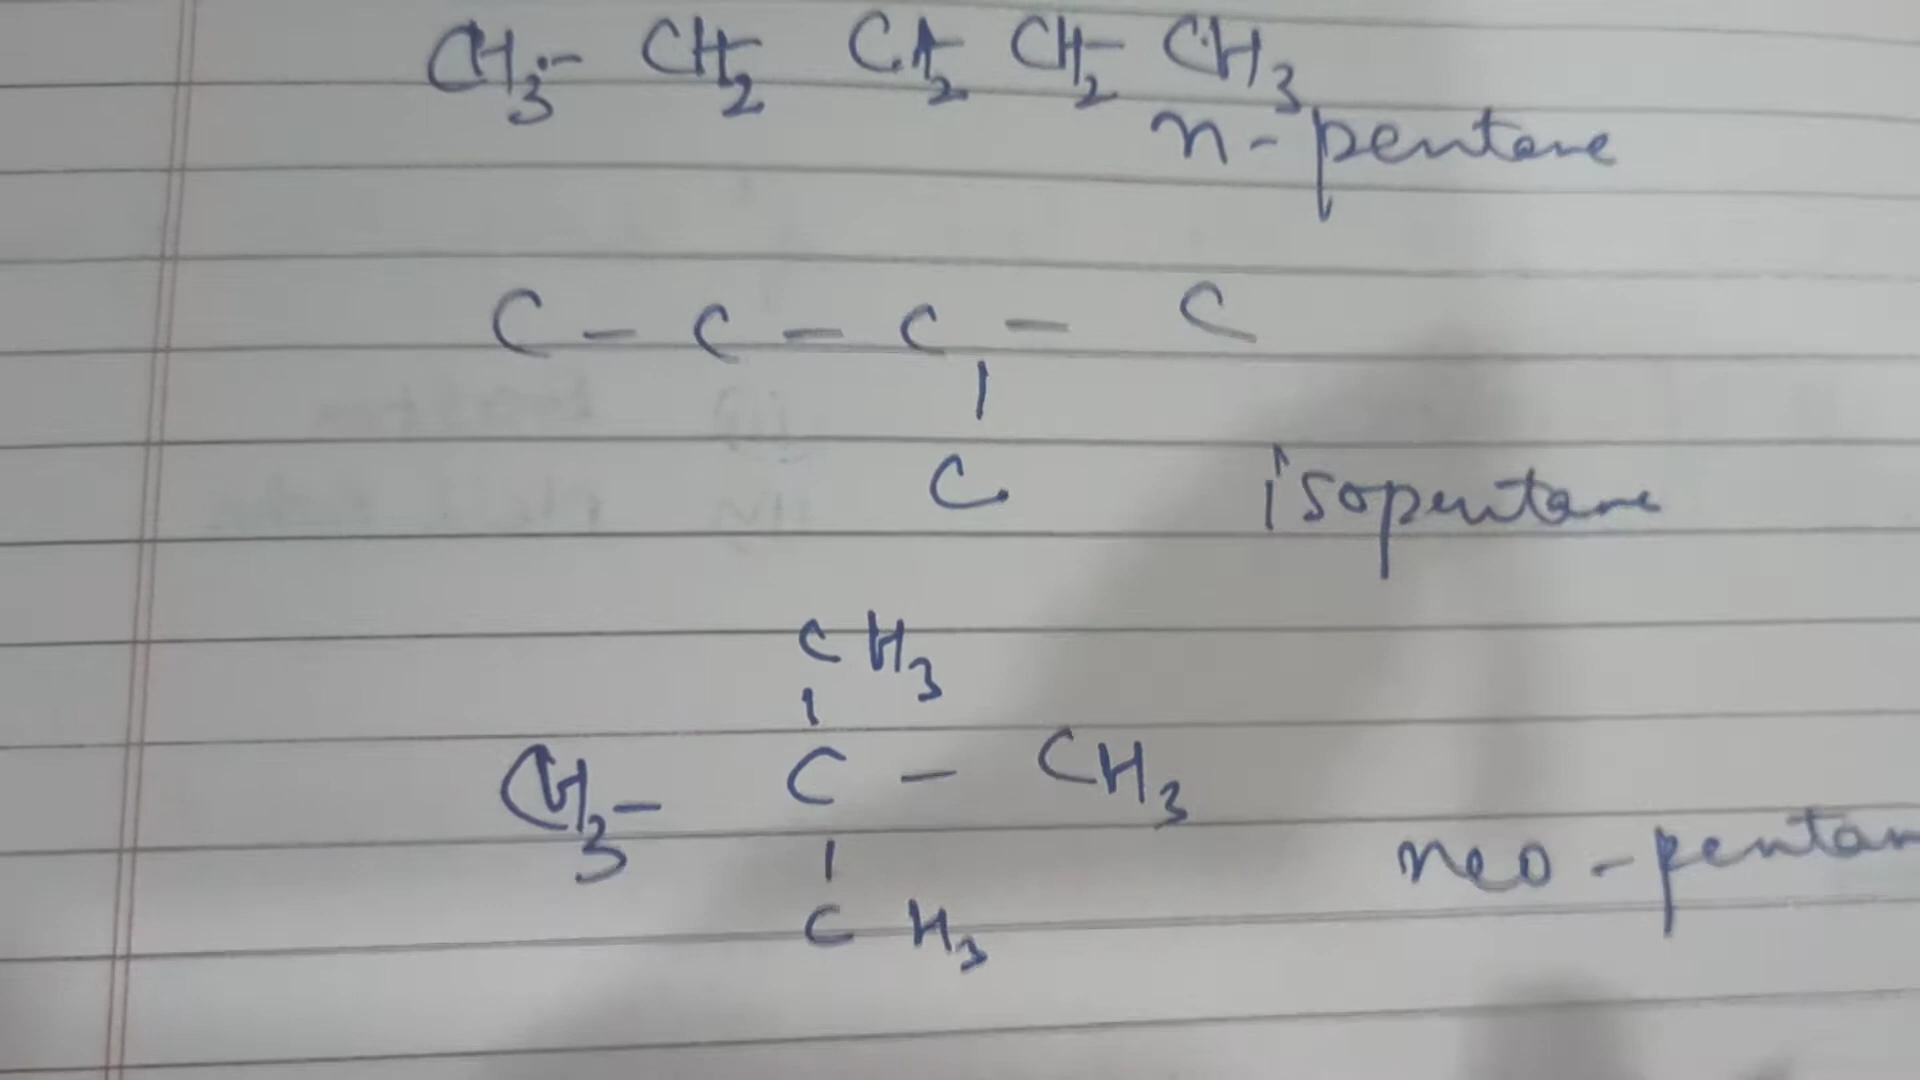 CH3- CH2- CH2- CH2- CH3
n-pentane
C - C - C - C
|
C
isopentane
CH3
|
CH3- C - CH3
neo-pentan
|
CH3